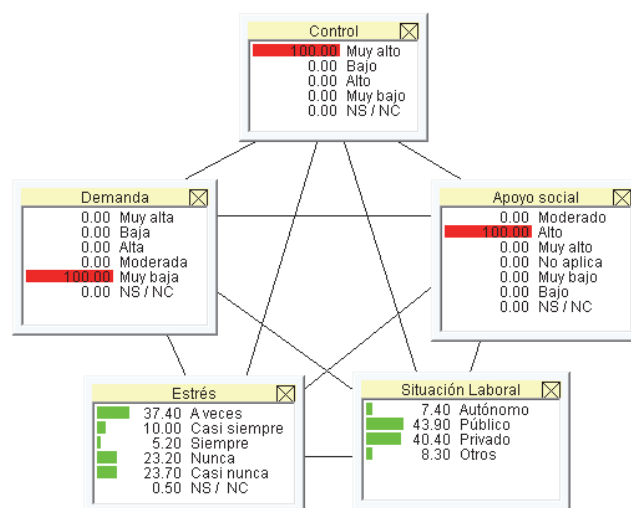 Control
100.00 Muy alto
0.00 Bajo
0.00 Alto
0.00 Muy bajo
0.00 NS / NC
Demanda
0.00 Muy alta
0.00 Baja
0.00 Alta
0.00 Moderada
100.00 Muy baja
0.00 NS / NC
Apoyo social
0.00 Moderado
100.00 Alto
0.00 Muy alto
0.00 No aplica
0.00 Muy bajo
0.00 Bajo
0.00 NS / NC
Estrés
37.40 A veces
10.00 Casi siempre
5.20 Siempre
23.20 Nunca
23.70 Casi nunca
0.50 NS / NC
Situación Laboral
7.40 Autónomo
43.90 Público
40.40 Privado
8.30 Otros